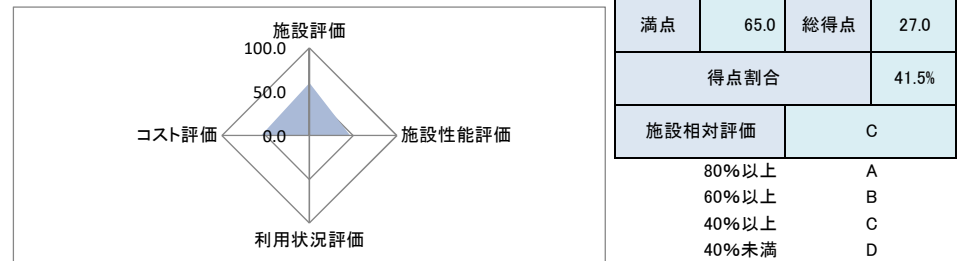 施設評価
100.0
50.0
コスト評価
0.0
施設性能評価
利用状況評価
満点 65.0 総得点 27.0
得点割合 41.5%
施設相対評価 C
80%以上 A
60%以上 B
40%以上 C
40%未満 D